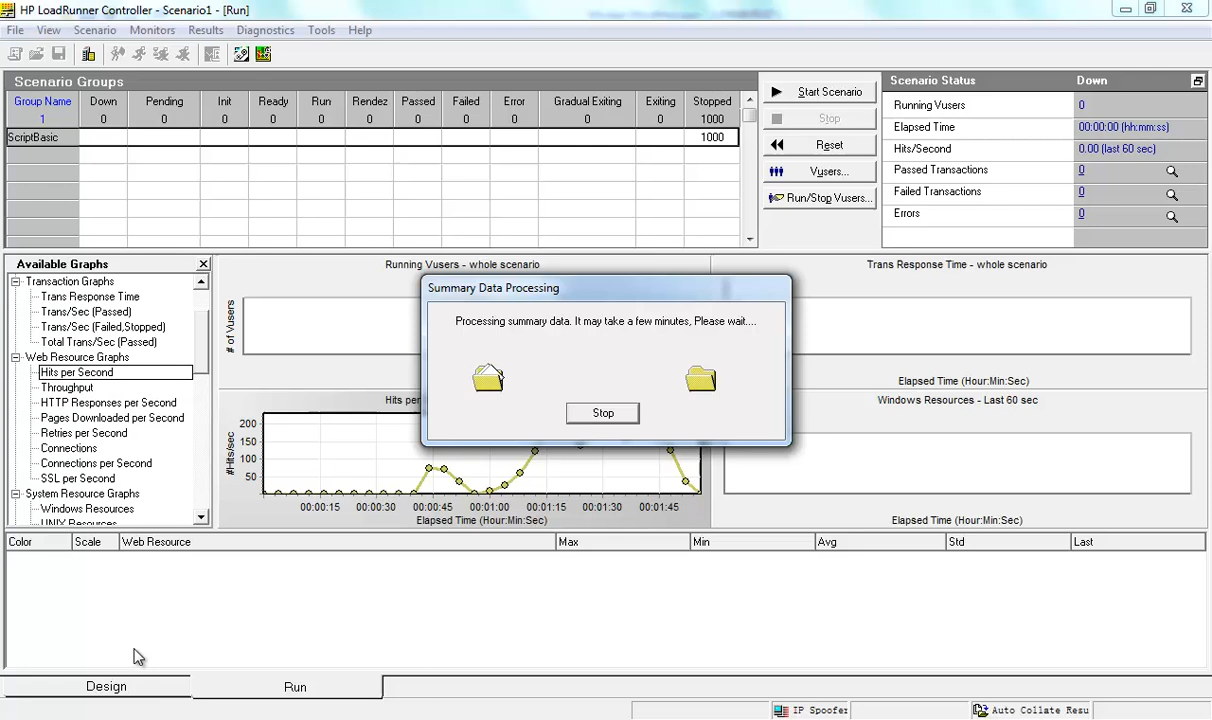 HP LoadRunner Controller - Scenario1 - [Run]
File View Scenario Monitors Results Diagnostics Tools Help
Scenario Groups
Group Name Down Pending Init Ready Run Rendez Passed Failed Error Gradual Exiting Exiting Stopped
1 0 0 0 0 0 0 0 0 0 0 0 1000
ScriptBasic 1000
Start Scenario
Stop
Reset
Vusers...
Run/Stop Vusers...
Scenario Status Down
Running Vusers 0
Elapsed Time 00:00:00 (hh:mm:ss)
Hits/Second 0.00 (last 60 sec)
Passed Transactions 0
Failed Transactions 0
Errors 0
Available Graphs
Transaction Graphs
Trans Response Time
Trans/Sec (Passed)
Trans/Sec (Failed,Stopped)
Total Trans/Sec (Passed)
Web Resource Graphs
Hits per Second
Throughput
HTTP Responses per Second
Pages Downloaded per Second
Retries per Second
Connections
Connections per Second
SSL per Second
System Resource Graphs
Windows Resources
UNIX Resources
Running Vusers - whole scenario
# of Vusers
Trans Response Time - whole scenario
Elapsed Time (Hour:Min:Sec)
Summary Data Processing
Processing summary data. It may take a few minutes, Please wait....
Stop
Hits per
#Hits/sec
200
150
100
50
00:00:15 00:00:30 00:00:45 00:01:00 00:01:15 00:01:30 00:01:45
Elapsed Time (Hour:Min:Sec)
Windows Resources - Last 60 sec
Elapsed Time (Hour:Min:Sec)
Color Scale Web Resource Max Min Avg Std Last
Design Run
IP Spoofer Auto Collate Resu